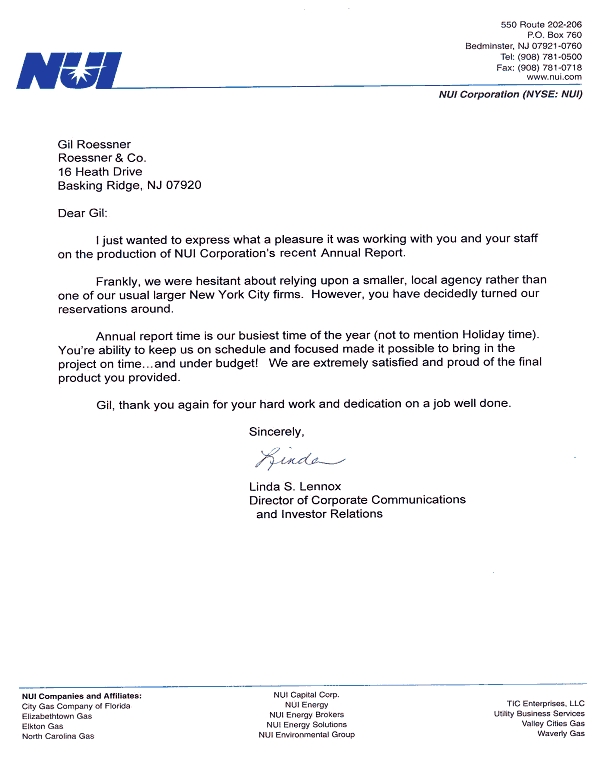 550 Route 202-206
P.O. Box 760
Bedminster, NJ 07921-0760
Tel: (908) 781-0500
Fax: (908) 781-0718
www.nui.com
NUI
NUI Corporation (NYSE: NUI)
Gil Roessner
Roessner & Co.
16 Heath Drive
Basking Ridge, NJ 07920
Dear Gil:
I just wanted to express what a pleasure it was working with you and your staff
on the production of NUI Corporation's recent Annual Report.
Frankly, we were hesitant about relying upon a smaller, local agency rather than
one of our usual larger New York City firms. However, you have decidedly turned our
reservations around.
Annual report time is our busiest time of the year (not to mention Holiday time).
You're ability to keep us on schedule and focused made it possible to bring in the
project on time...and under budget! We are extremely satisfied and proud of the final
product you provided.
Gil, thank you again for your hard work and dedication on a job well done.
Sincerely,
Linda
Linda S. Lennox
Director of Corporate Communications
and Investor Relations
NUI Companies and Affiliates:
City Gas Company of Florida
Elizabethtown Gas
Elkton Gas
North Carolina Gas
NUI Capital Corp.
NUI Energy
NUI Energy Brokers
NUI Energy Solutions
NUI Environmental Group
TIC Enterprises, LLC
Utility Business Services
Valley Cities Gas
Waverly Gas